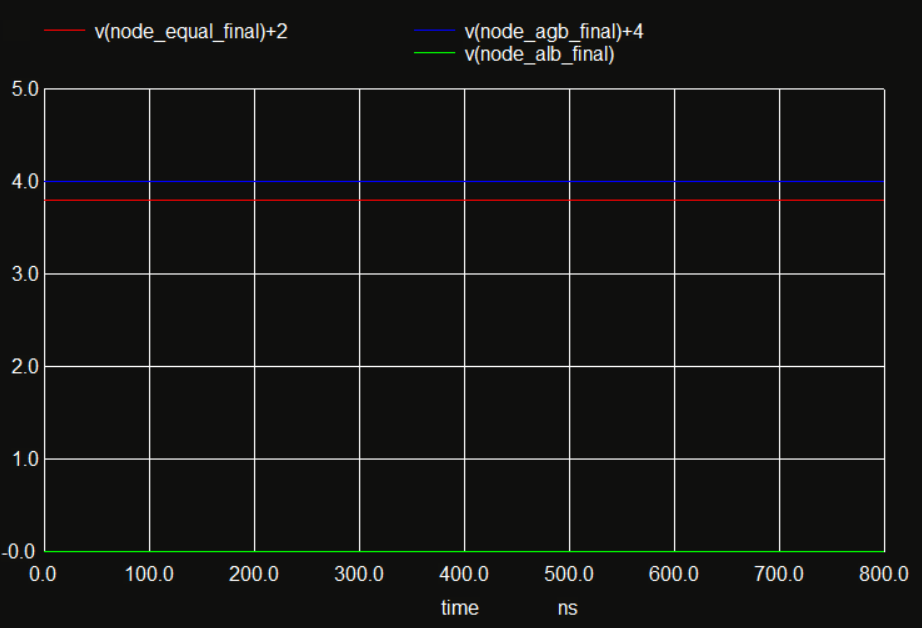 v(node_equal_final)+2
v(node_agb_final)+4
v(node_alb_final)
5.0
4.0
3.0
2.0
1.0
-0.0
0.0 100.0 200.0 300.0 400.0 500.0 600.0 700.0 800.0
time ns